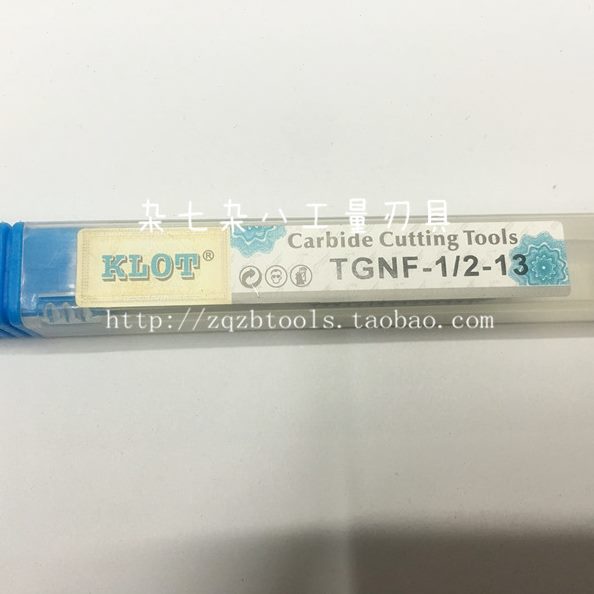 杂七杂八工量刃具
KLOT®
Carbide Cutting Tools
TGNF-1/2-13
http://zqzbtools.taobao.com